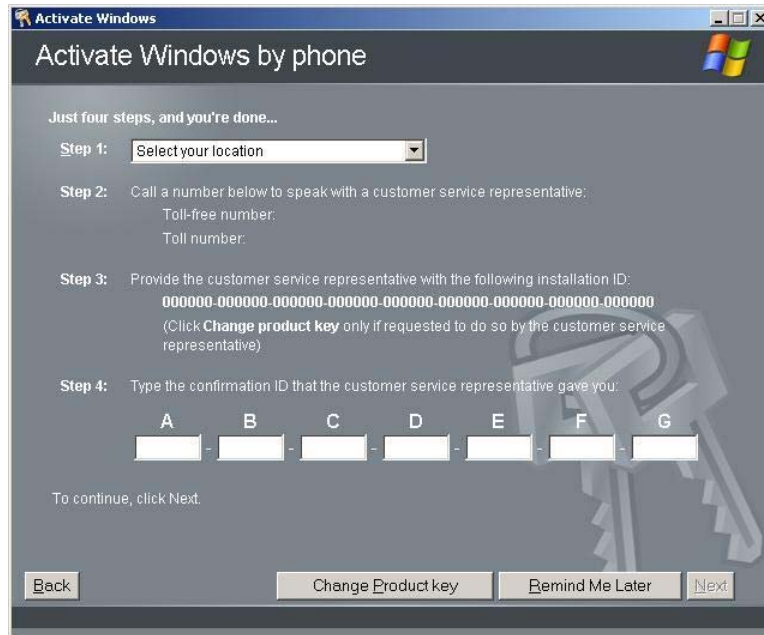 Activate Windows
Activate Windows by phone
Just four steps, and you're done...
Step 1: Select your location
Step 2: Call a number below to speak with a customer service representative:
Toll-free number:
Toll number:
Step 3: Provide the customer service representative with the following installation ID:
000000-000000-000000-000000-000000-000000-000000-000000-000000
(Click Change product key only if requested to do so by the customer service
representative)
Step 4: Type the confirmation ID that the customer service representative gave you:
A B C D E F G
- - - - - -
To continue, click Next.
Back Change Product key Remind Me Later Next